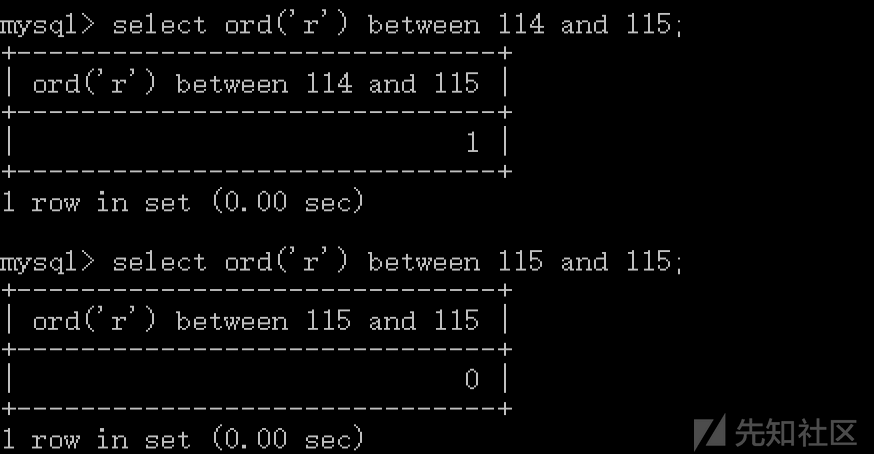 mysql> select ord('r') between 114 and 115;
+-------------------------------+
| ord('r') between 114 and 115 |
+-------------------------------+
| 1 |
+-------------------------------+
1 row in set (0.00 sec)
mysql> select ord('r') between 115 and 115;
+-------------------------------+
| ord('r') between 115 and 115 |
+-------------------------------+
| 0 |
+-------------------------------+
1 row in set (0.00 sec)
先知社区